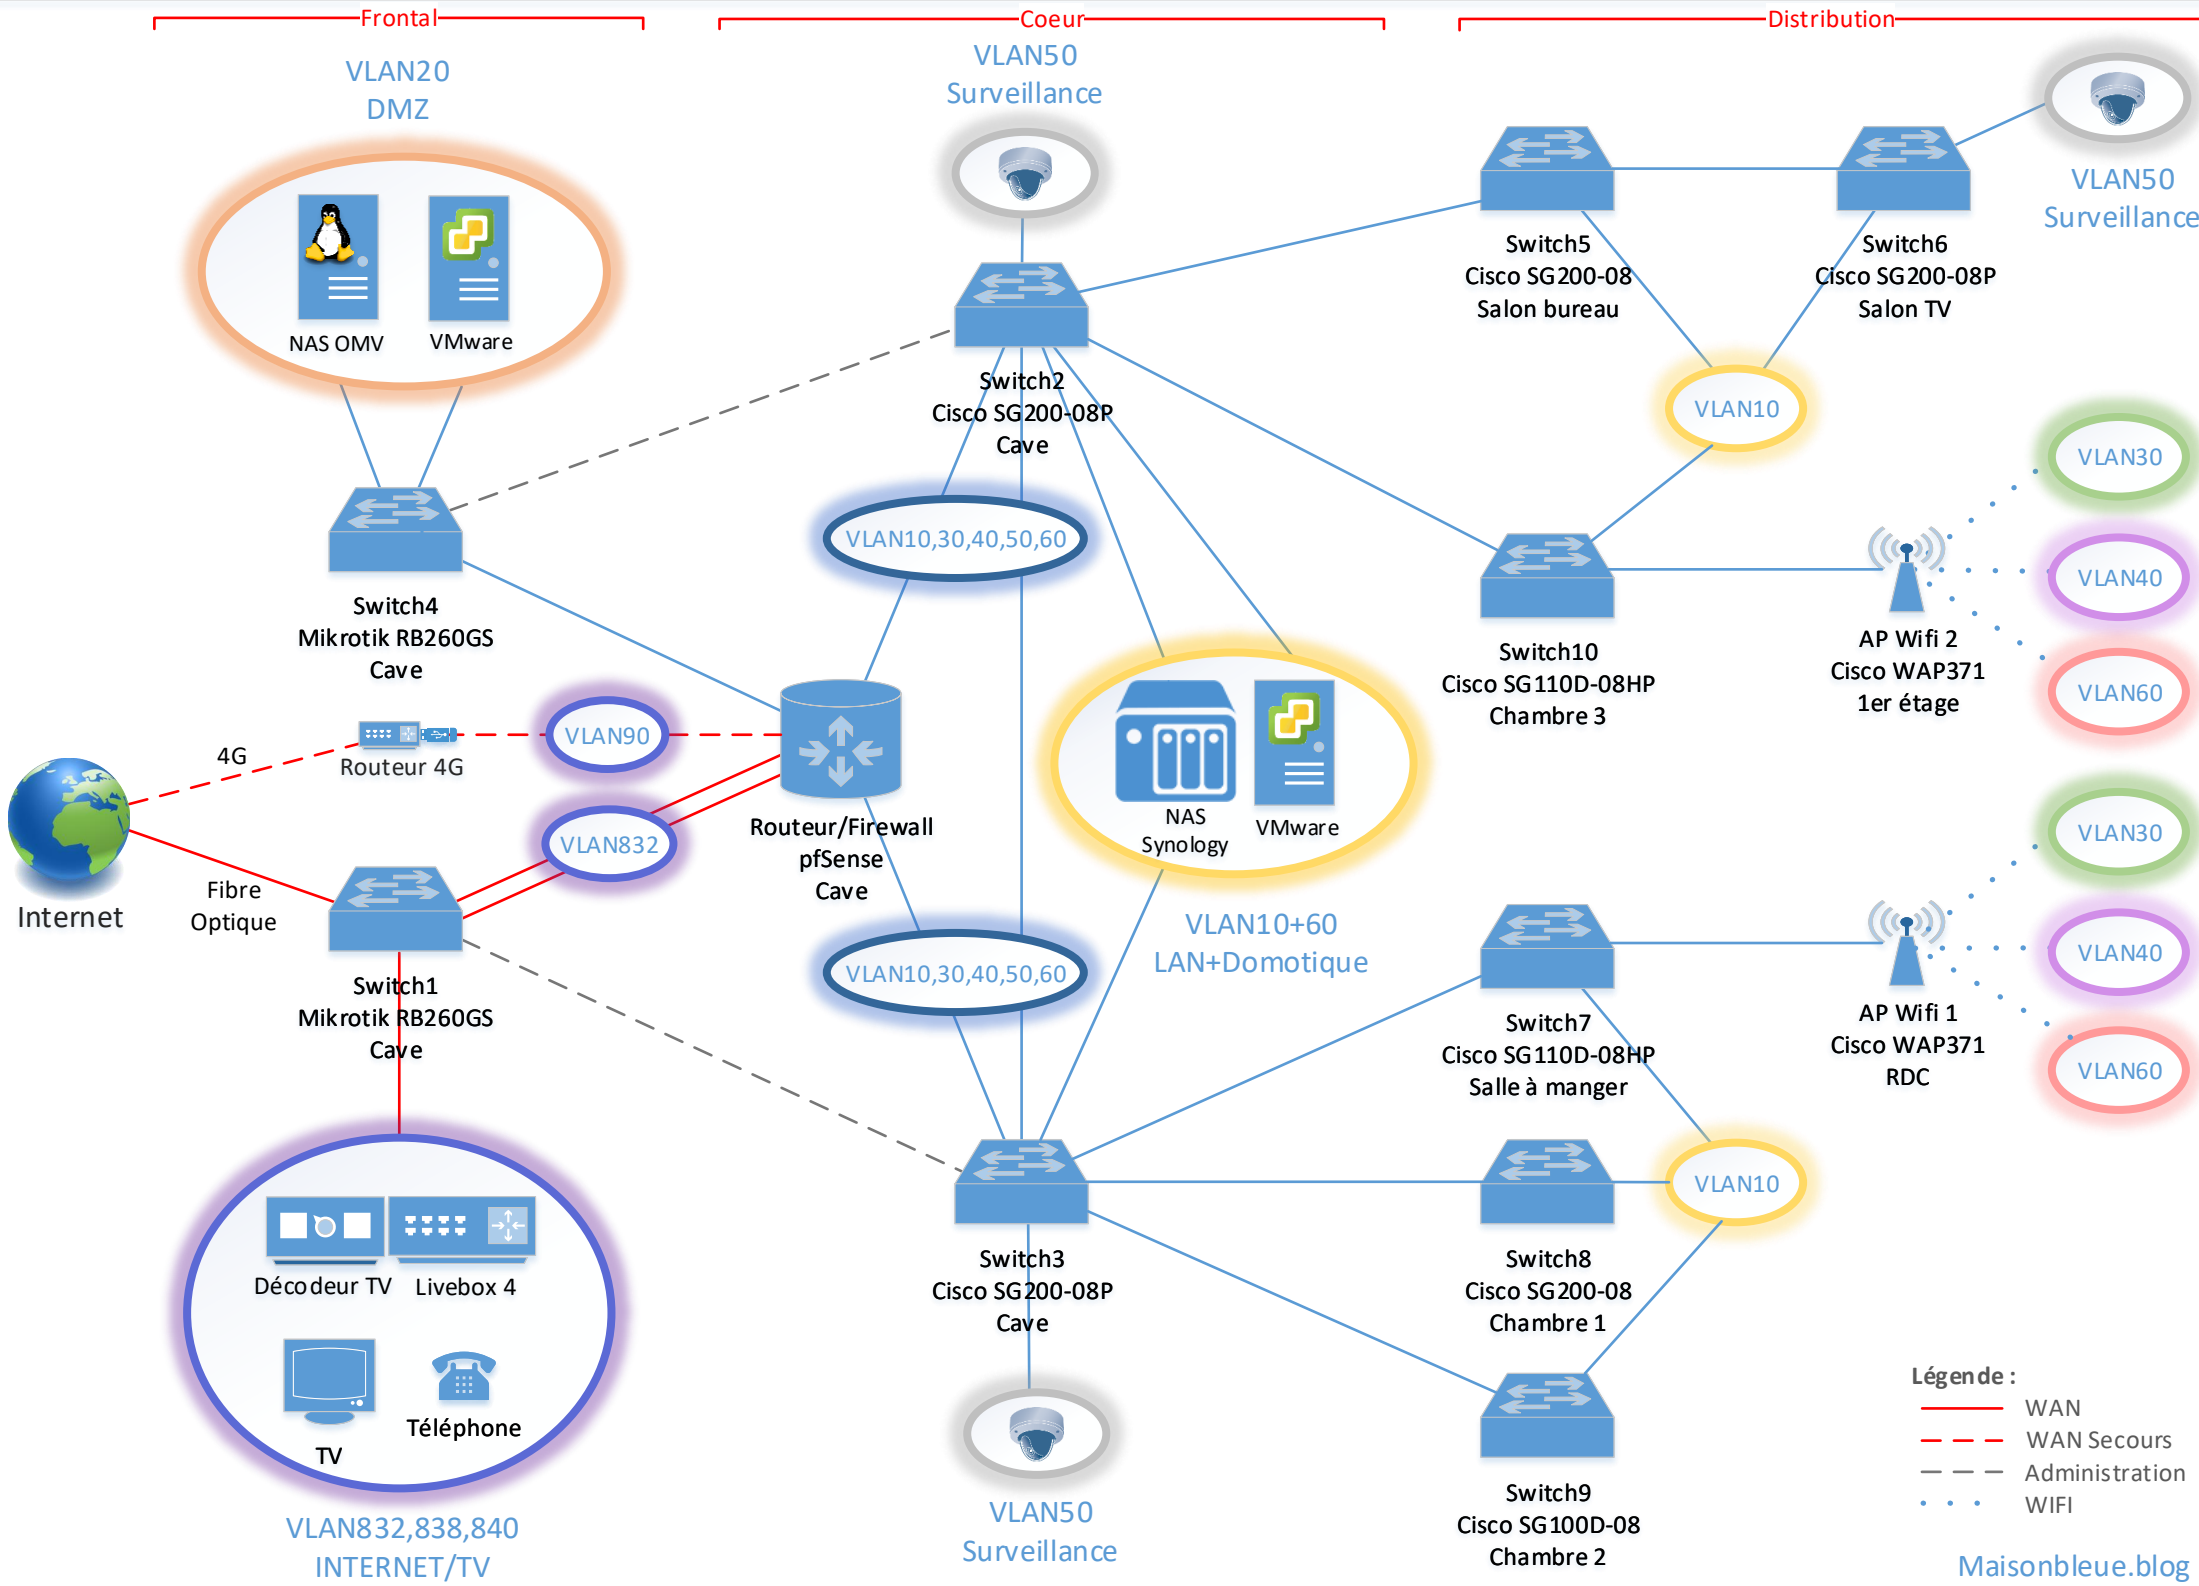 Frontal
Coeur
Distribution
VLAN20
DMZ
NAS OMV
VMware
VLAN50
Surveillance
VLAN50
Surveillance
Switch5
Cisco SG200-08
Salon bureau
Switch6
Cisco SG200-08P
Salon TV
Switch2
Cisco SG200-08P
Cave
VLAN10
VLAN30
VLAN40
VLAN60
VLAN10,30,40,50,60
Switch4
Mikrotik RB260GS
Cave
Switch10
Cisco SG110D-08HP
Chambre 3
AP Wifi 2
Cisco WAP371
1er étage
4G
Routeur 4G
VLAN90
VLAN832
Internet
Fibre
Optique
Routeur/Firewall
pfSense
Cave
NAS
Synology
VMware
VLAN10+60
LAN+Domotique
VLAN10,30,40,50,60
Switch1
Mikrotik RB260GS
Cave
Switch7
Cisco SG110D-08HP
Salle à manger
AP Wifi 1
Cisco WAP371
RDC
VLAN30
VLAN40
VLAN60
VLAN10
Décodeur TV
Livebox 4
TV
Téléphone
VLAN832,838,840
INTERNET/TV
Switch3
Cisco SG200-08P
Cave
VLAN50
Surveillance
Switch8
Cisco SG200-08
Chambre 1
Switch9
Cisco SG100D-08
Chambre 2
Légende :
WAN
WAN Secours
Administration
WIFI
Maisonbleue.blog